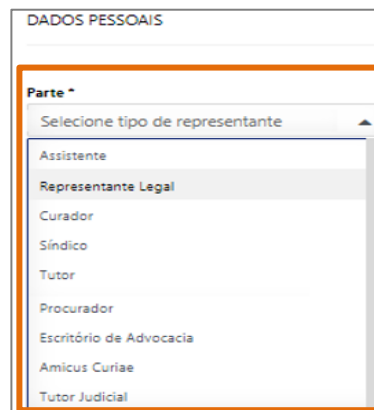 DADOS PESSOAIS
Parte *
Selecione tipo de representante
Assistente
Representante Legal
Curador
Síndico
Tutor
Procurador
Escritório de Advocacia
Amicus Curiae
Tutor Judicial